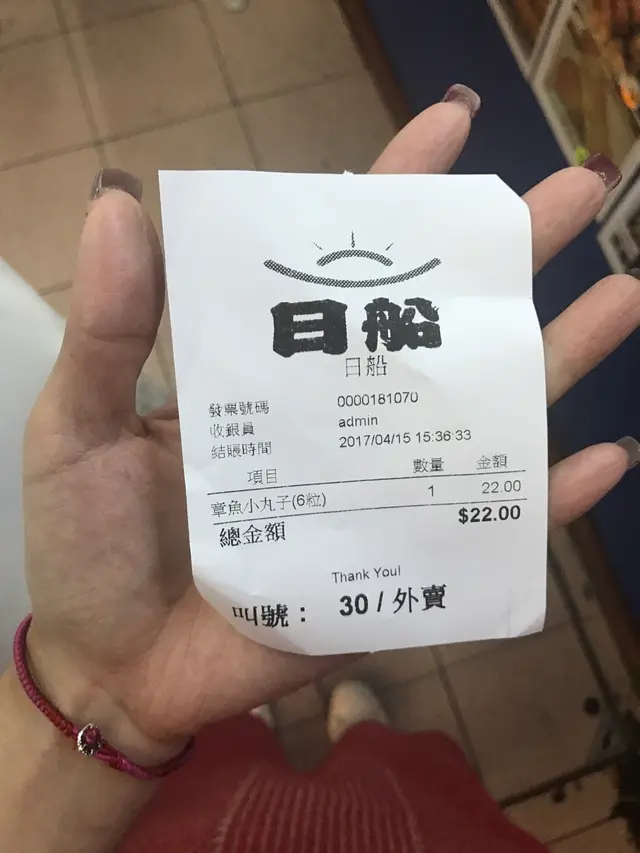 日船
日船
發票號碼 0000181070
收銀員 admin
結賬時間 2017/04/15 15:36:33
項目 數量 金額
章魚小丸子(6粒) 1 22.00
總金額 $22.00
Thank You!
叫號： 30 / 外賣